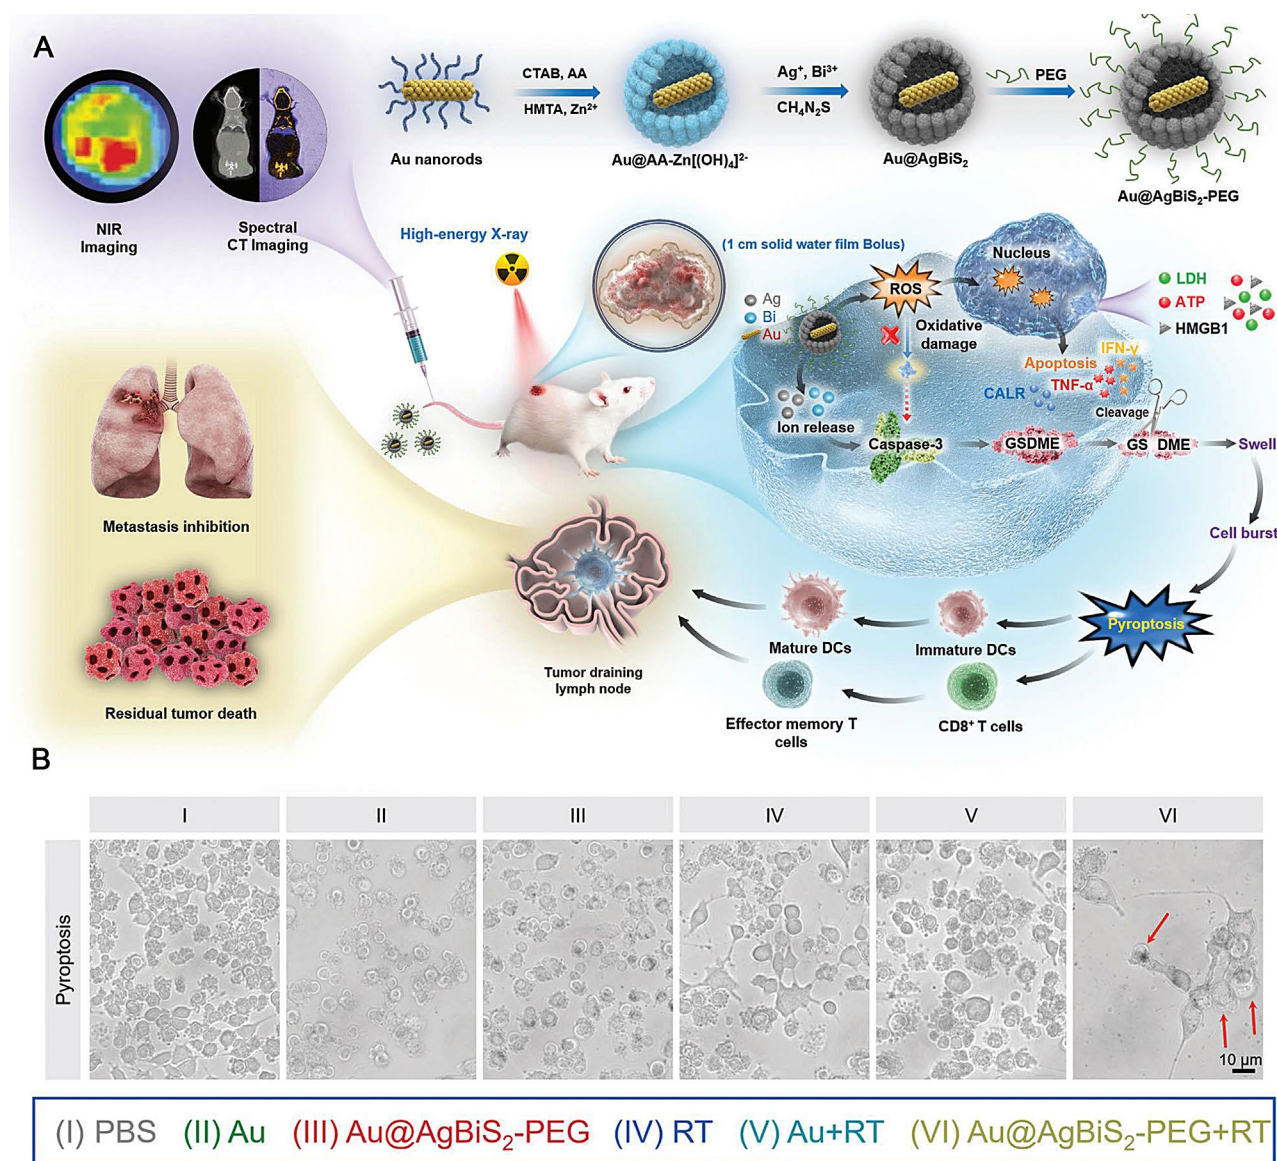 A
NIR
Imaging
Spectral
CT Imaging
Au nanorods
CTAB, AA
HMTA, Zn²⁺
Au@AA-Zn[(OH)₄]²⁻
Ag⁺, Bi³⁺
CH₄N₂S
Au@AgBiS₂
PEG
Au@AgBiS₂-PEG
High-energy X-ray
(1 cm solid water film Bolus)
Ag
Bi
Au
ROS
Oxidative
damage
Nucleus
LDH
ATP
HMGB1
Apoptosis
IFN-γ
TNF-α
CALR
Cleavage
Ion release
Caspase-3
GSDME
GS DME
Swell
Cell burst
Pyroptosis
Immature DCs
Mature DCs
CD8⁺ T cells
Effector memory T
cells
Tumor draining
lymph node
Metastasis inhibition
Residual tumor death
B
I
II
III
IV
V
VI
Pyroptosis
10 μm
(I) PBS (II) Au (III) Au@AgBiS₂-PEG (IV) RT (V) Au+RT (VI) Au@AgBiS₂-PEG+RT